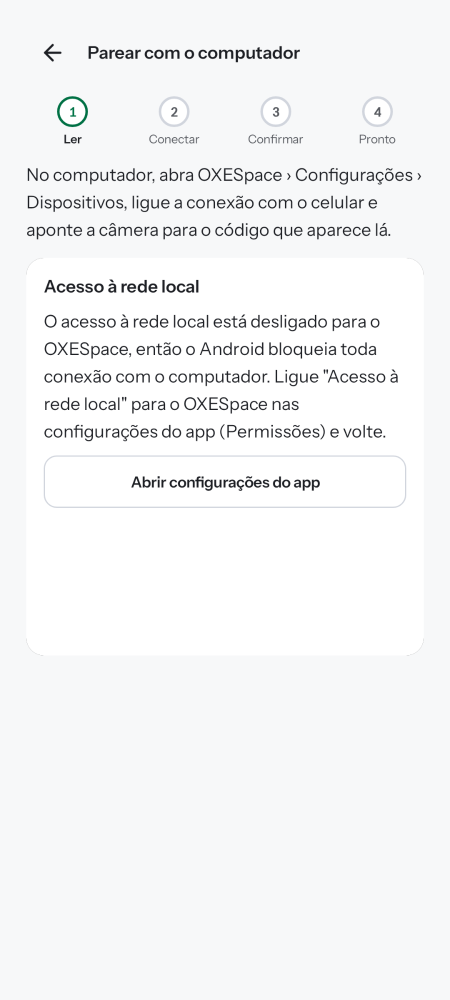 Parear com o computador
1
2
3
4
Ler
Conectar
Confirmar
Pronto
No computador, abra OXESpace › Configurações ›
Dispositivos, ligue a conexão com o celular e
aponte a câmera para o código que aparece lá.
Acesso à rede local
O acesso à rede local está desligado para o
OXESpace, então o Android bloqueia toda
conexão com o computador. Ligue "Acesso à
rede local" para o OXESpace nas
configurações do app (Permissões) e volte.
Abrir configurações do app